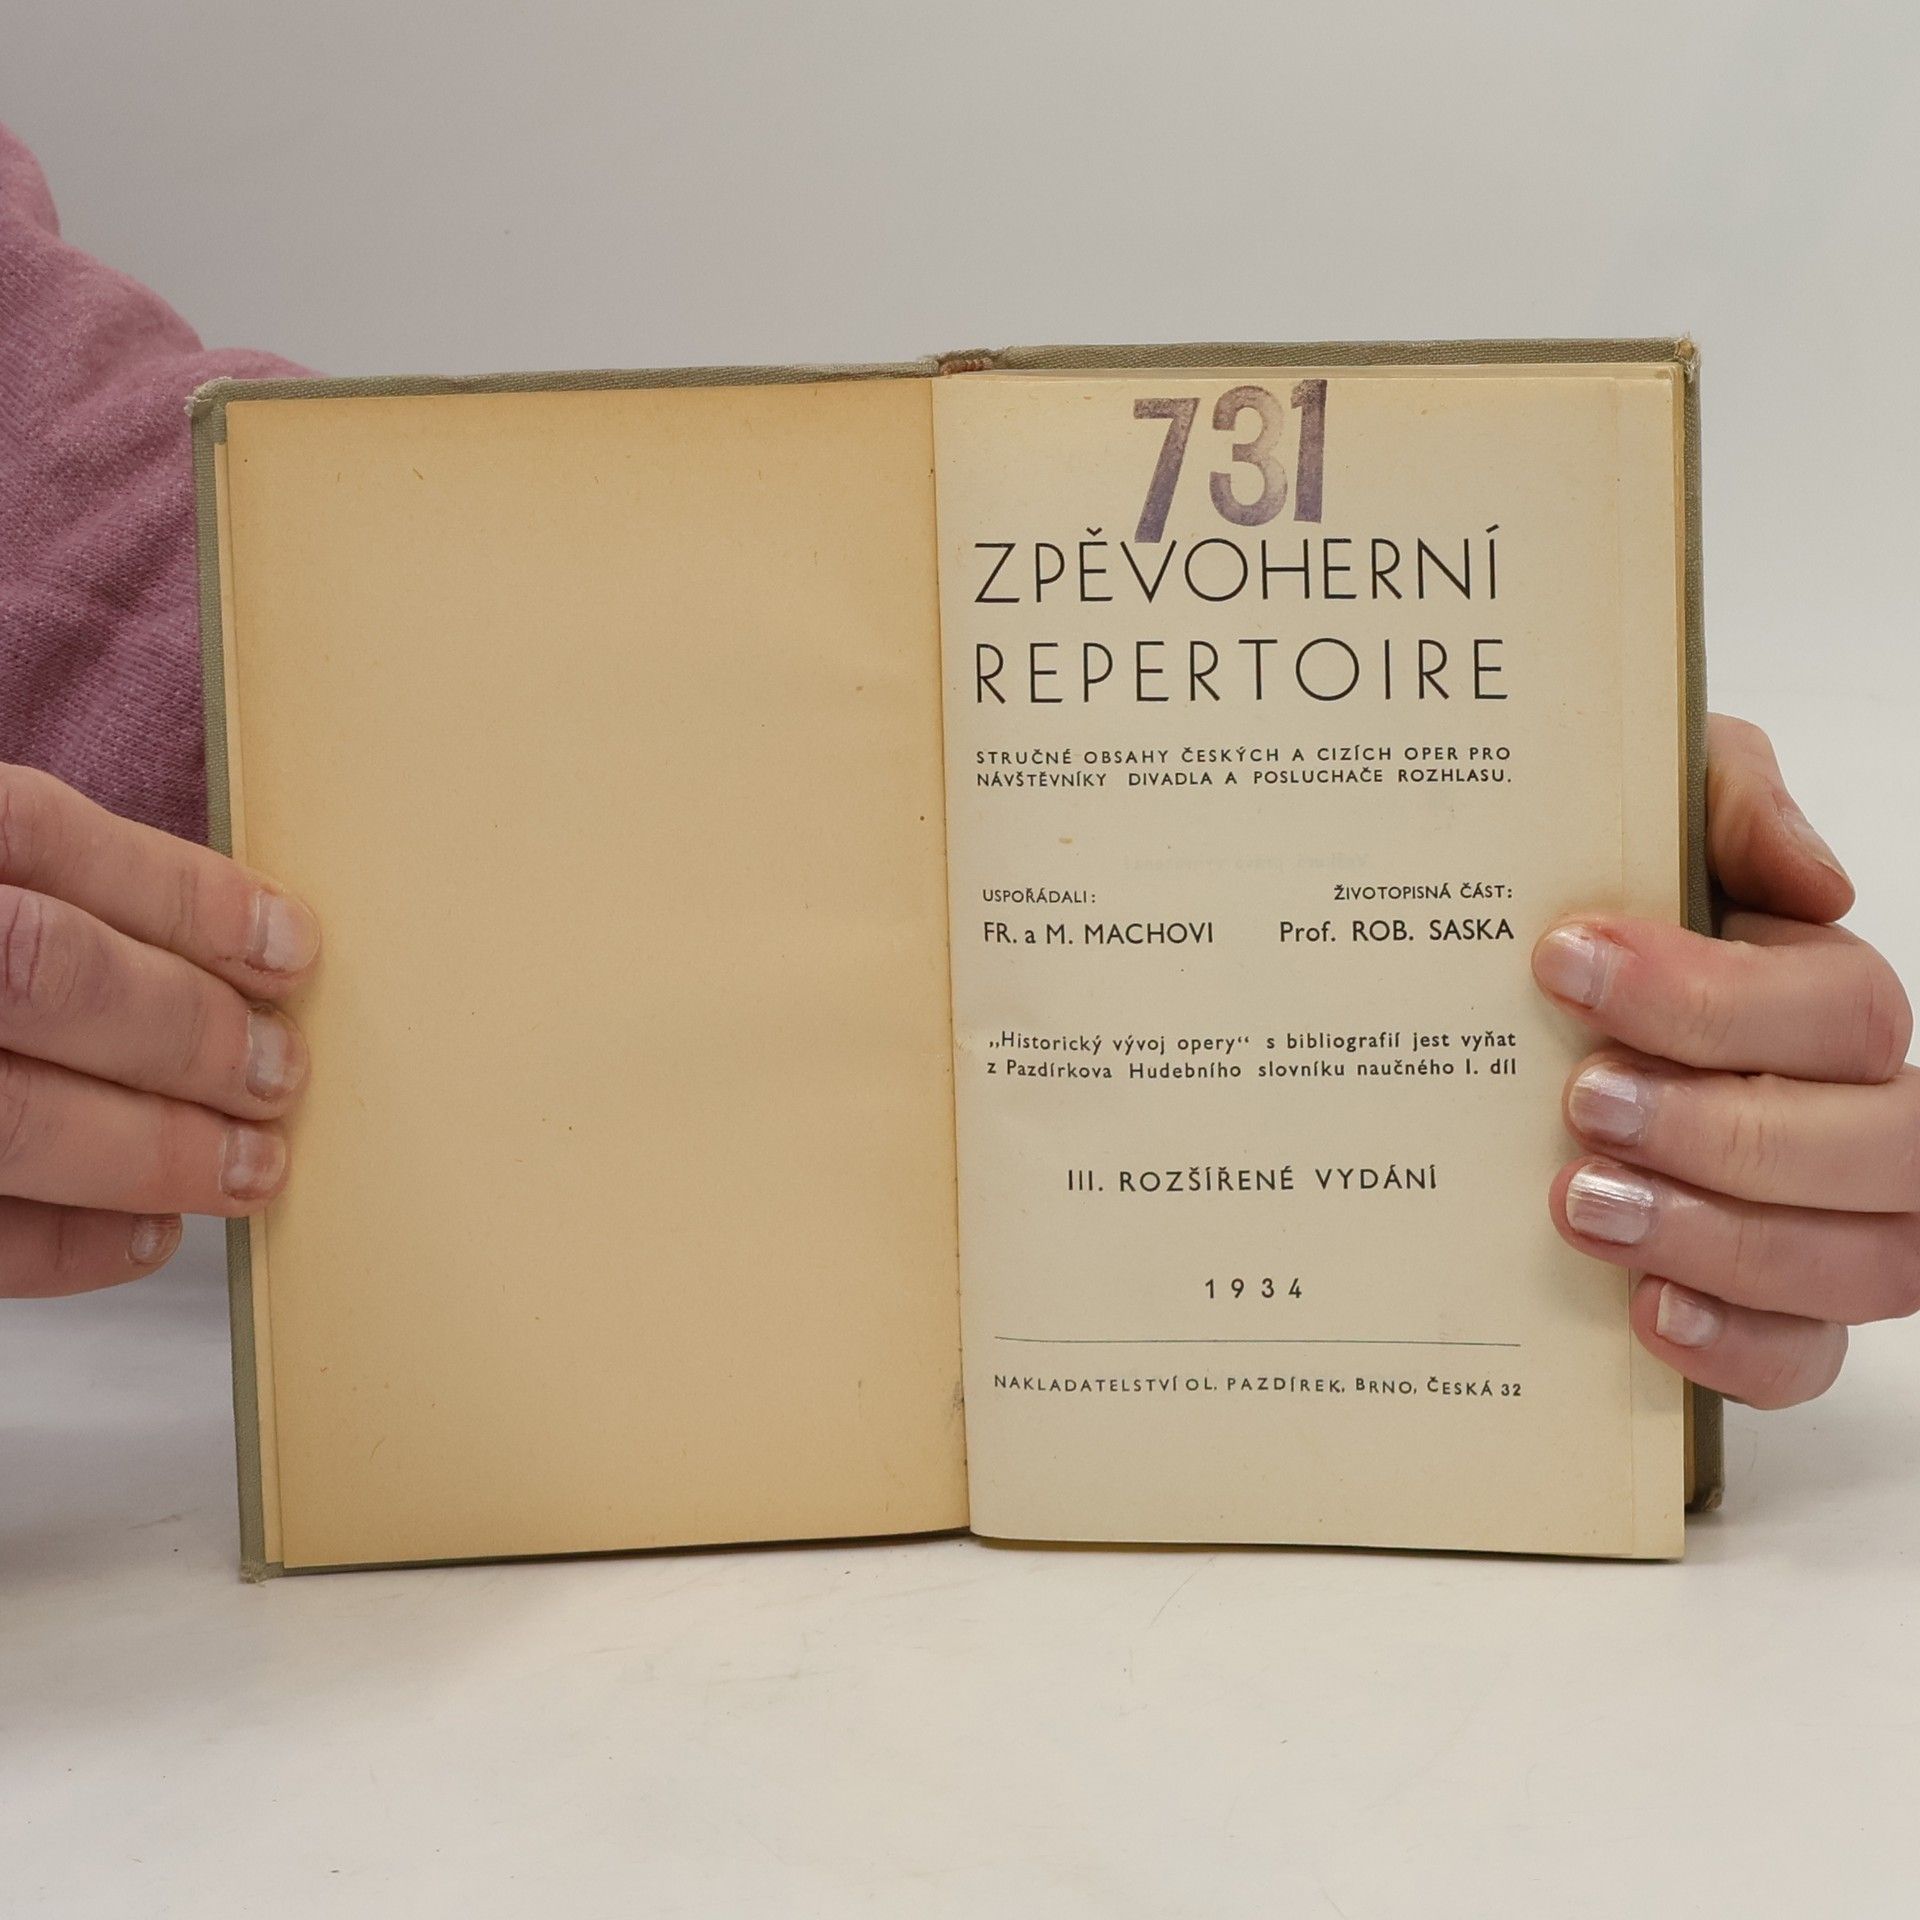 731
ZPĚVOHERNÍ
REPERTOIRE
STRUČNÉ OBSAHY ČESKÝCH A CIZÍCH OPER PRO
NÁVŠTĚVNÍKY DIVADLA A POSLUCHAČE ROZHLASU.
USPOŘÁDALI: ŽIVOTOPISNÁ ČÁST:
FR. a M. MACHOVI Prof. ROB. SASKA
„Historický vývoj opery“ s bibliografií jest vyňat
z Pazdírkova Hudebního slovníku naučného I. díl
III. ROZŠÍŘENÉ VYDÁNÍ
1934
NAKLADATELSTVÍ OL. PAZDÍREK, BRNO, ČESKÁ 32